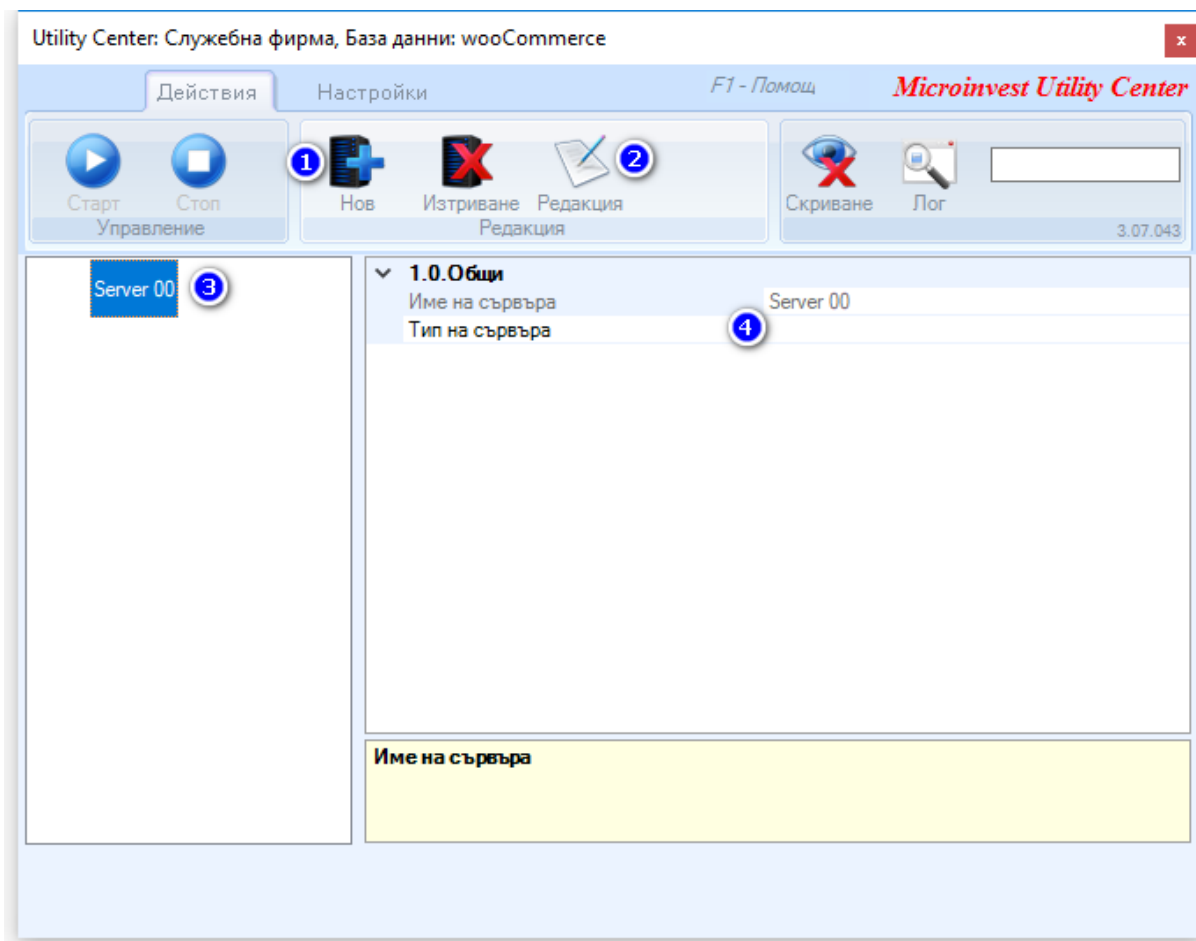 Utility Center: Служебна фирма, База данни: wooCommerce
x
Действия Настройки F1 - Помощ Microinvest Utility Center
1 2
Старт Стоп Нов Изтриване Редакция Скриване Лог
Управление Редакция 3.07.043
Server 00 3
1.0.Общи
Име на сървъра Server 00
Тип на сървъра 4
Име на сървъра